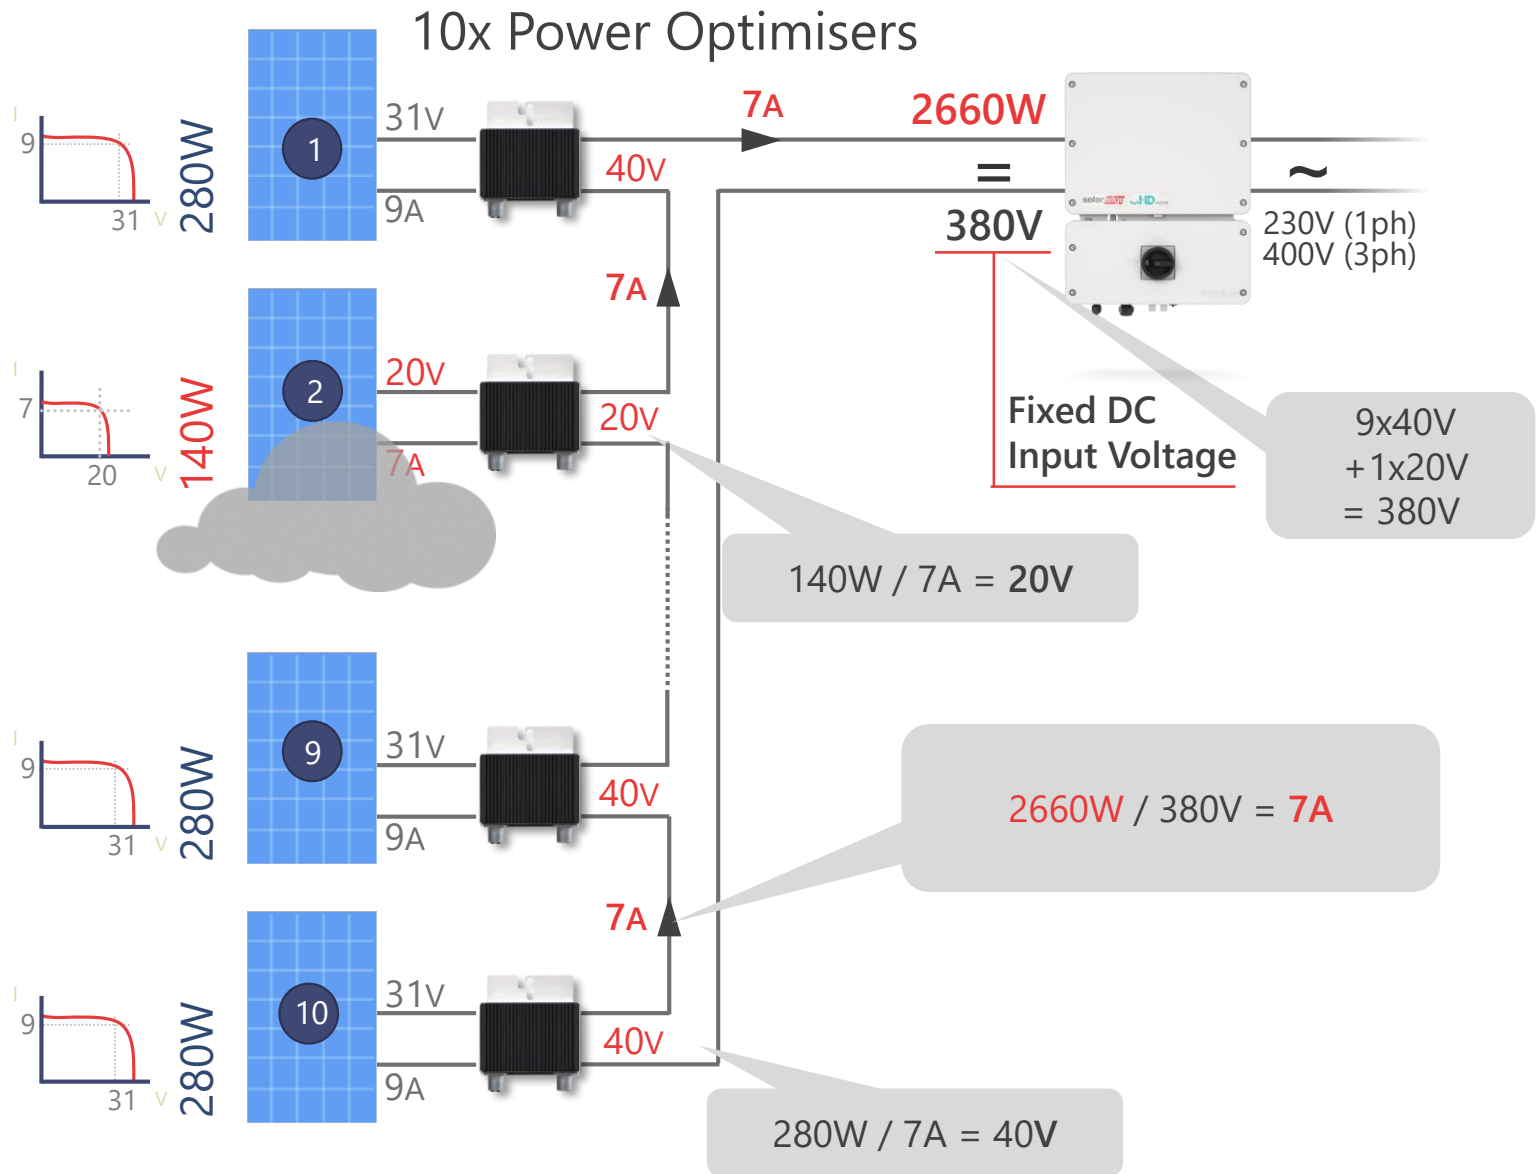 10x Power Optimisers
I
9
31
V
280W
1
31V
9A
40V
7A
2660W
=
380V
~
230V (1ph)
400V (3ph)
solaredge
HD
Fixed DC
Input Voltage
9x40V
+1x20V
= 380V
7A
I
7
20
V
140W
2
20V
7A
20V
140W / 7A = 20V
I
9
31
V
280W
9
31V
9A
40V
2660W / 380V = 7A
7A
I
9
31
V
280W
10
31V
9A
40V
280W / 7A = 40V